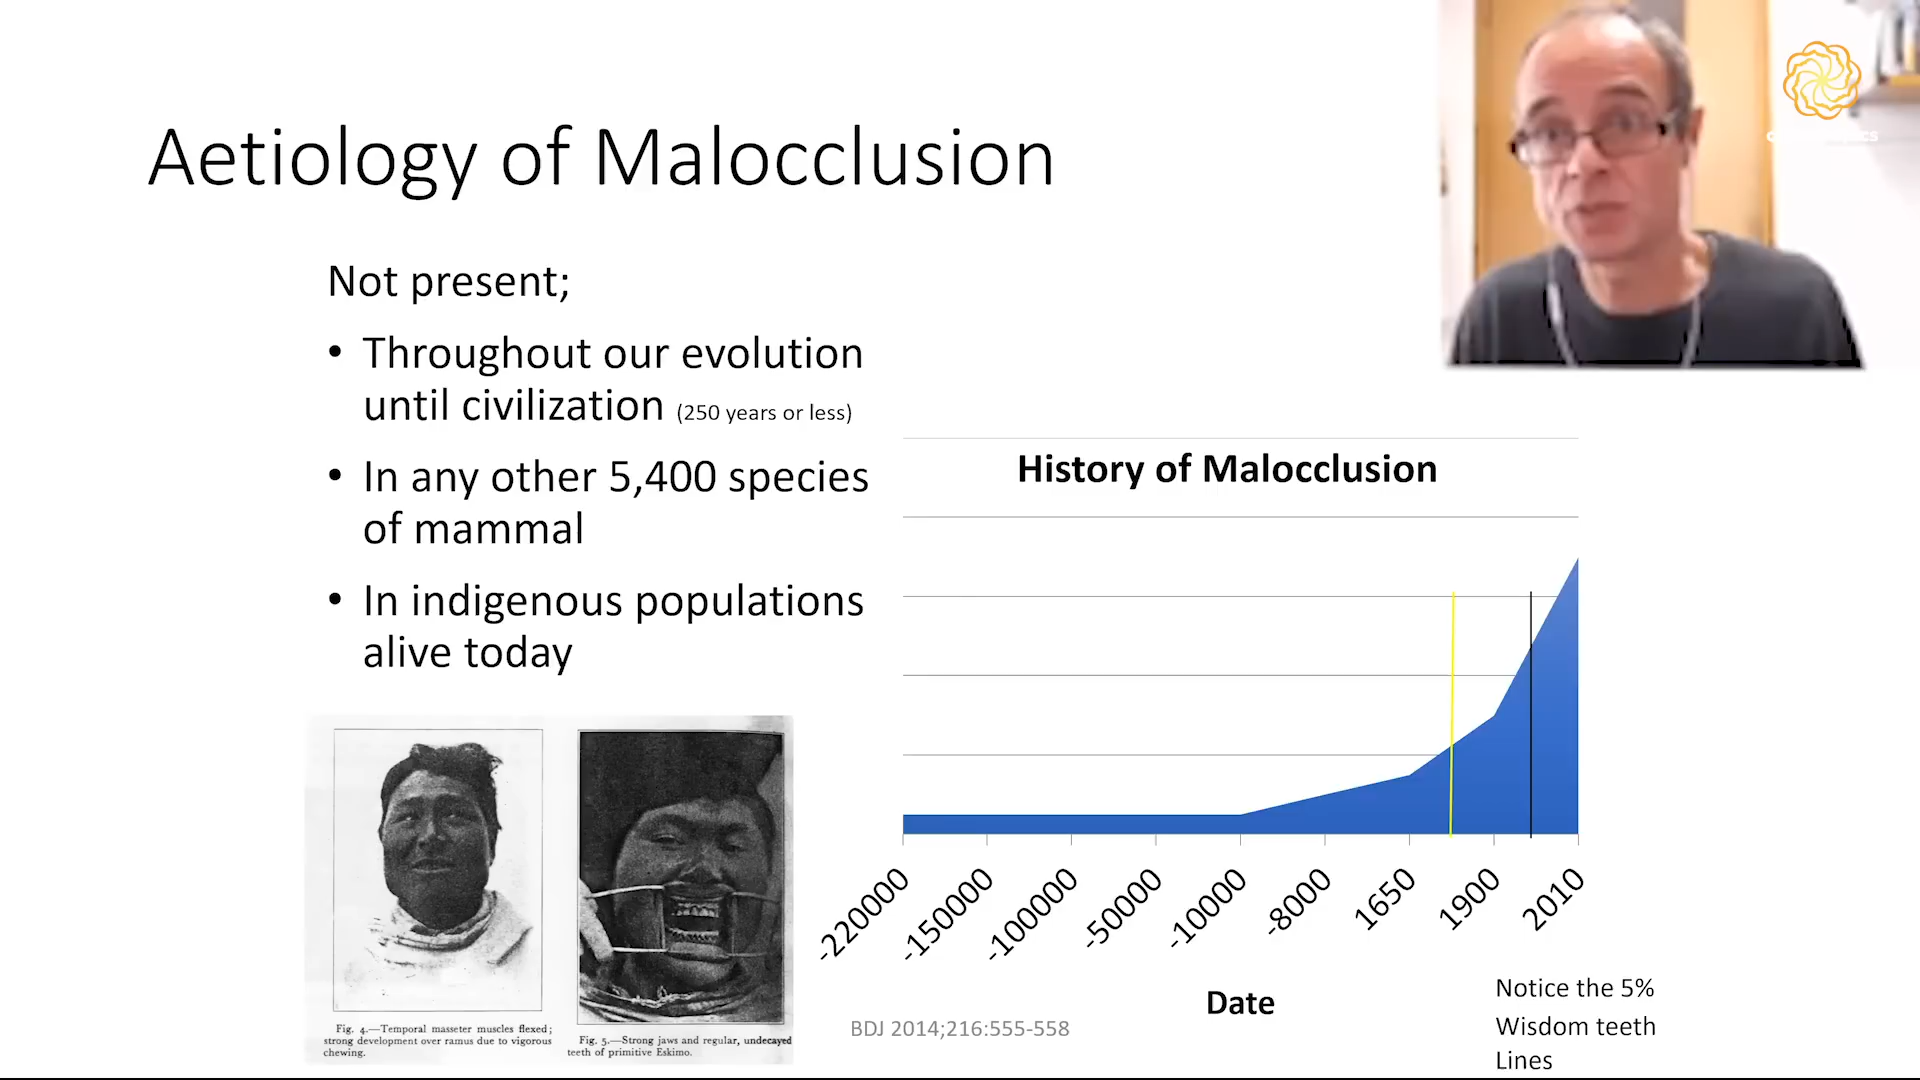 Aetiology of Malocclusion
Not present;
• Throughout our evolution
until civilization (250 years or less)
• In any other 5,400 species
of mammal
• In indigenous populations
alive today
Fig. 4.—Temporal masseter muscles flexed;
strong development over ramus due to vigorous
chewing.
Fig. 5.—Strong jaws and regular, undecayed
teeth of primitive Eskimo.
History of Malocclusion
-220000
-150000
-100000
-50000
-10000
-8000
1650
1900
2010
Date
BDJ 2014;216:555-558
Notice the 5%
Wisdom teeth
Lines